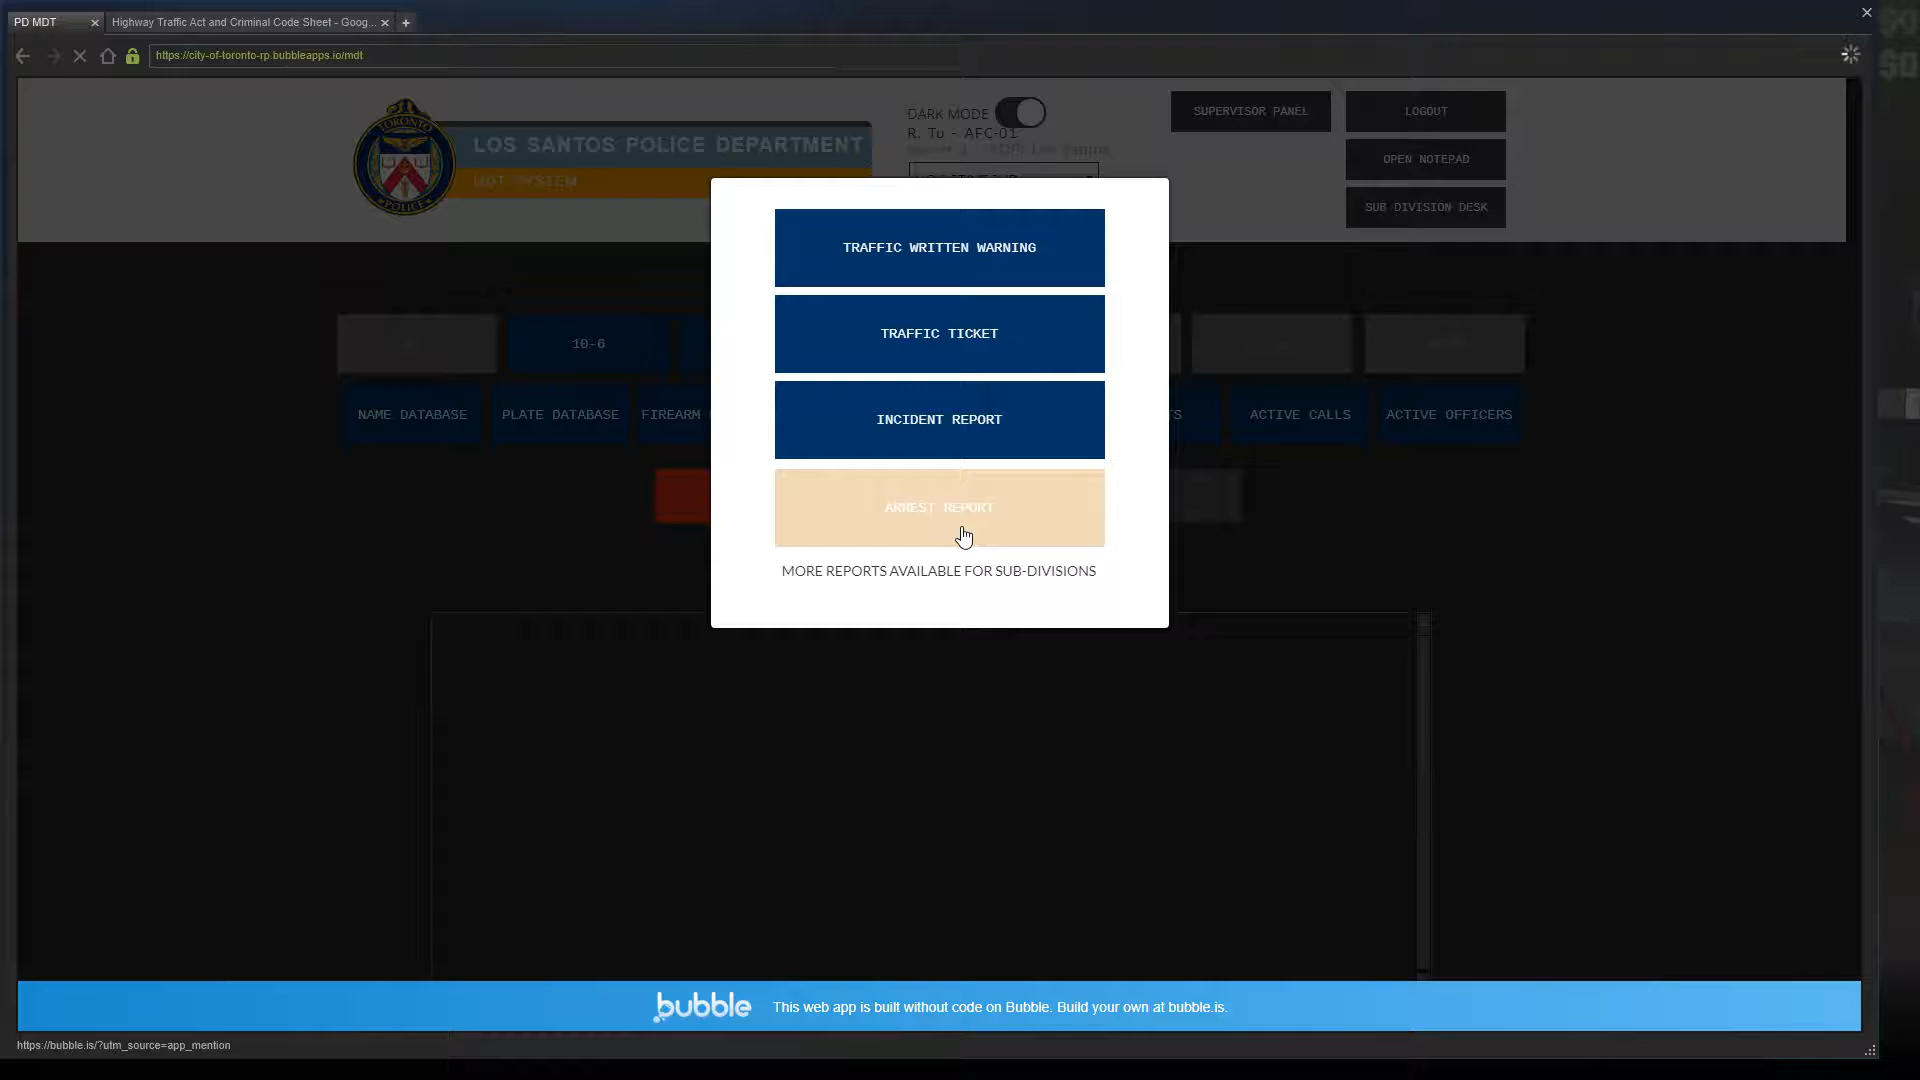 PD MDT
Highway Traffic Act and Criminal Code Sheet - Goog...
https://city-of-toronto-rp.bubbleapps.io/mdt
TORONTO
POLICE
LOS SANTOS POLICE DEPARTMENT
MDT SYSTEM
DARK MODE
R. Tu - AFC-01
SUPERVISOR PANEL
LOGOUT
OPEN NOTEPAD
SUB DIVISION DESK
TRAFFIC WRITTEN WARNING
TRAFFIC TICKET
INCIDENT REPORT
ARREST REPORT
MORE REPORTS AVAILABLE FOR SUB-DIVISIONS
10-6
NAME DATABASE
PLATE DATABASE
FIREARM
ACTIVE CALLS
ACTIVE OFFICERS
bubble
This web app is built without code on Bubble. Build your own at bubble.is.
https://bubble.is/?utm_source=app_mention